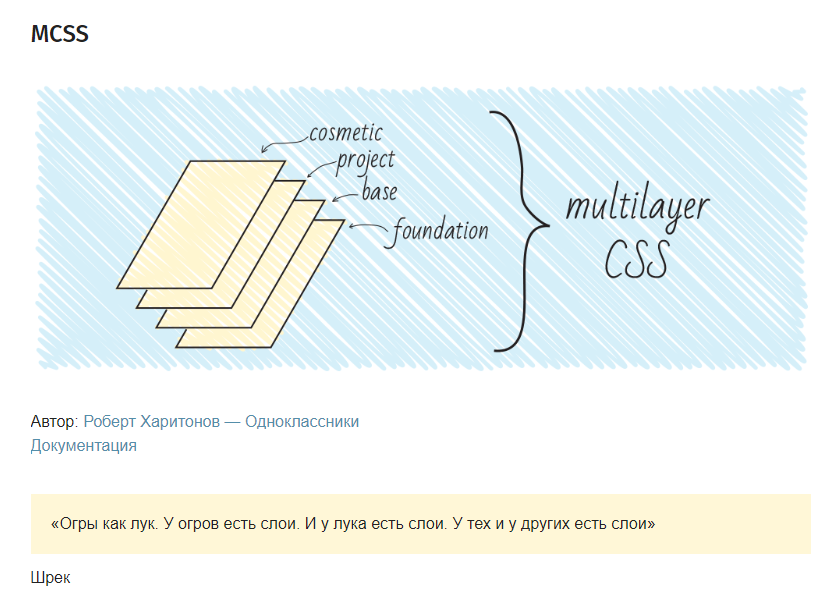 MCSS
cosmetic
project
base
foundation
multilayer
CSS
Автор: Роберт Харитонов — Одноклассники
Документация
«Огры как лук. У огров есть слои. И у лука есть слои. У тех и у других есть слои»
Шрек